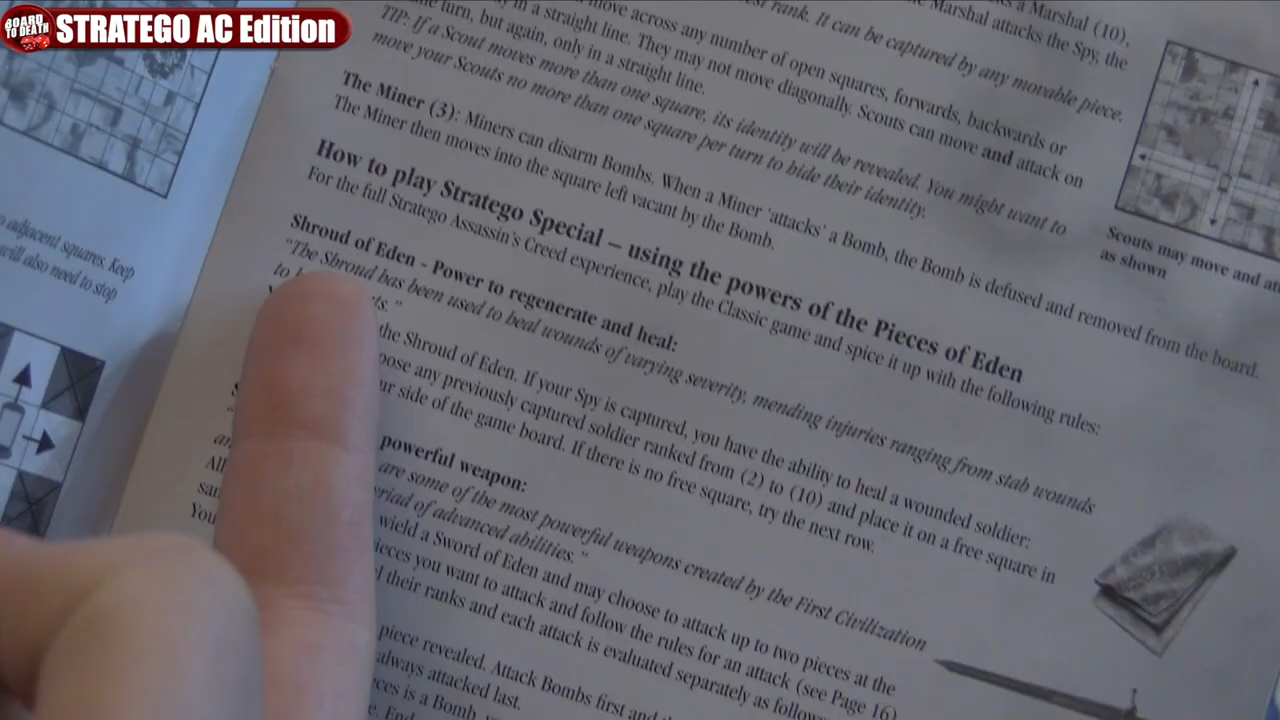 BOARD TO DEATH
STRATEGO AC Edition
a Marshal (10),
Marshal attacks the Spy, the
rank. It can be captured by any movable piece.
move across any number of open squares, forwards, backwards or
in a straight line. They may not move diagonally. Scouts can move and attack on
turn, but again, only in a straight line.
TIP: If a Scout moves more than one square, its identity will be revealed. You might want to
move your Scouts no more than one square per turn to hide their identity.
The Miner (3): Miners can disarm Bombs. When a Miner 'attacks' a Bomb, the Bomb is defused and removed from the board.
The Miner then moves into the square left vacant by the Bomb.
How to play Stratego Special – using the powers of the Pieces of Eden
For the full Stratego Assassin's Creed experience, play the Classic game and spice it up with the following rules:
Shroud of Eden - Power to regenerate and heal:
"The Shroud has been used to heal wounds of varying severity, mending injuries ranging from stab wounds
to
the Shroud of Eden. If your Spy is captured, you have the ability to heal a wounded soldier:
any previously captured soldier ranked from (2) to (10) and place it on a free square in
side of the game board. If there is no free square, try the next row.
powerful weapon:
are some of the most powerful weapons created by the First Civilization
of advanced abilities."
wield a Sword of Eden and may choose to attack up to two pieces at the
you want to attack and follow the rules for an attack (see Page 16)
their ranks and each attack is evaluated separately as
You
piece revealed. Attack Bombs first and
always attacked last.
is a Bomb,
Scouts may move and
as shown
adjacent squares. Keep
will also need to stop